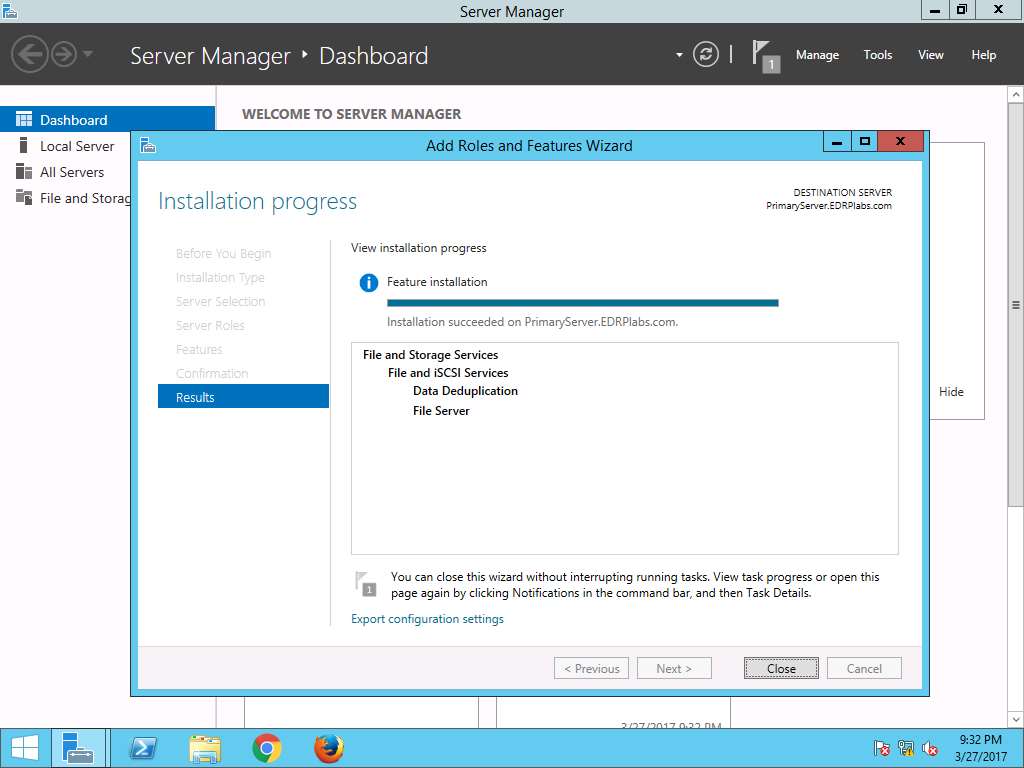 Server Manager
Server Manager ‣ Dashboard
1
Manage
Tools
View
Help
Dashboard
Local Server
All Servers
File and Storag
WELCOME TO SERVER MANAGER
Add Roles and Features Wizard
Installation progress
DESTINATION SERVER
PrimaryServer.EDRPlabs.com
Before You Begin
Installation Type
Server Selection
Server Roles
Features
Confirmation
Results
View installation progress
Feature installation
Installation succeeded on PrimaryServer.EDRPlabs.com.
File and Storage Services
File and iSCSI Services
Data Deduplication
File Server
1
You can close this wizard without interrupting running tasks. View task progress or open this
page again by clicking Notifications in the command bar, and then Task Details.
Export configuration settings
< Previous
Next >
Close
Cancel
Hide
3/27/2017 9:32 PM
9:32 PM
3/27/2017